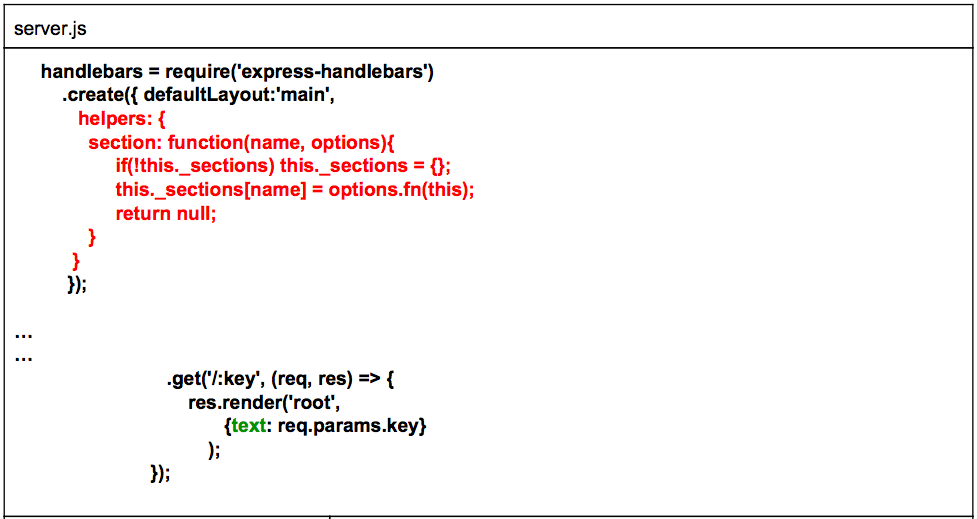 server.js
handlebars = require('express-handlebars')
.create({ defaultLayout:'main',
helpers: {
section: function(name, options){
if(!this._sections) this._sections = {};
this._sections[name] = options.fn(this);
return null;
}
}
});
...
...
.get('/:key', (req, res) => {
res.render('root',
{text: req.params.key}
);
});